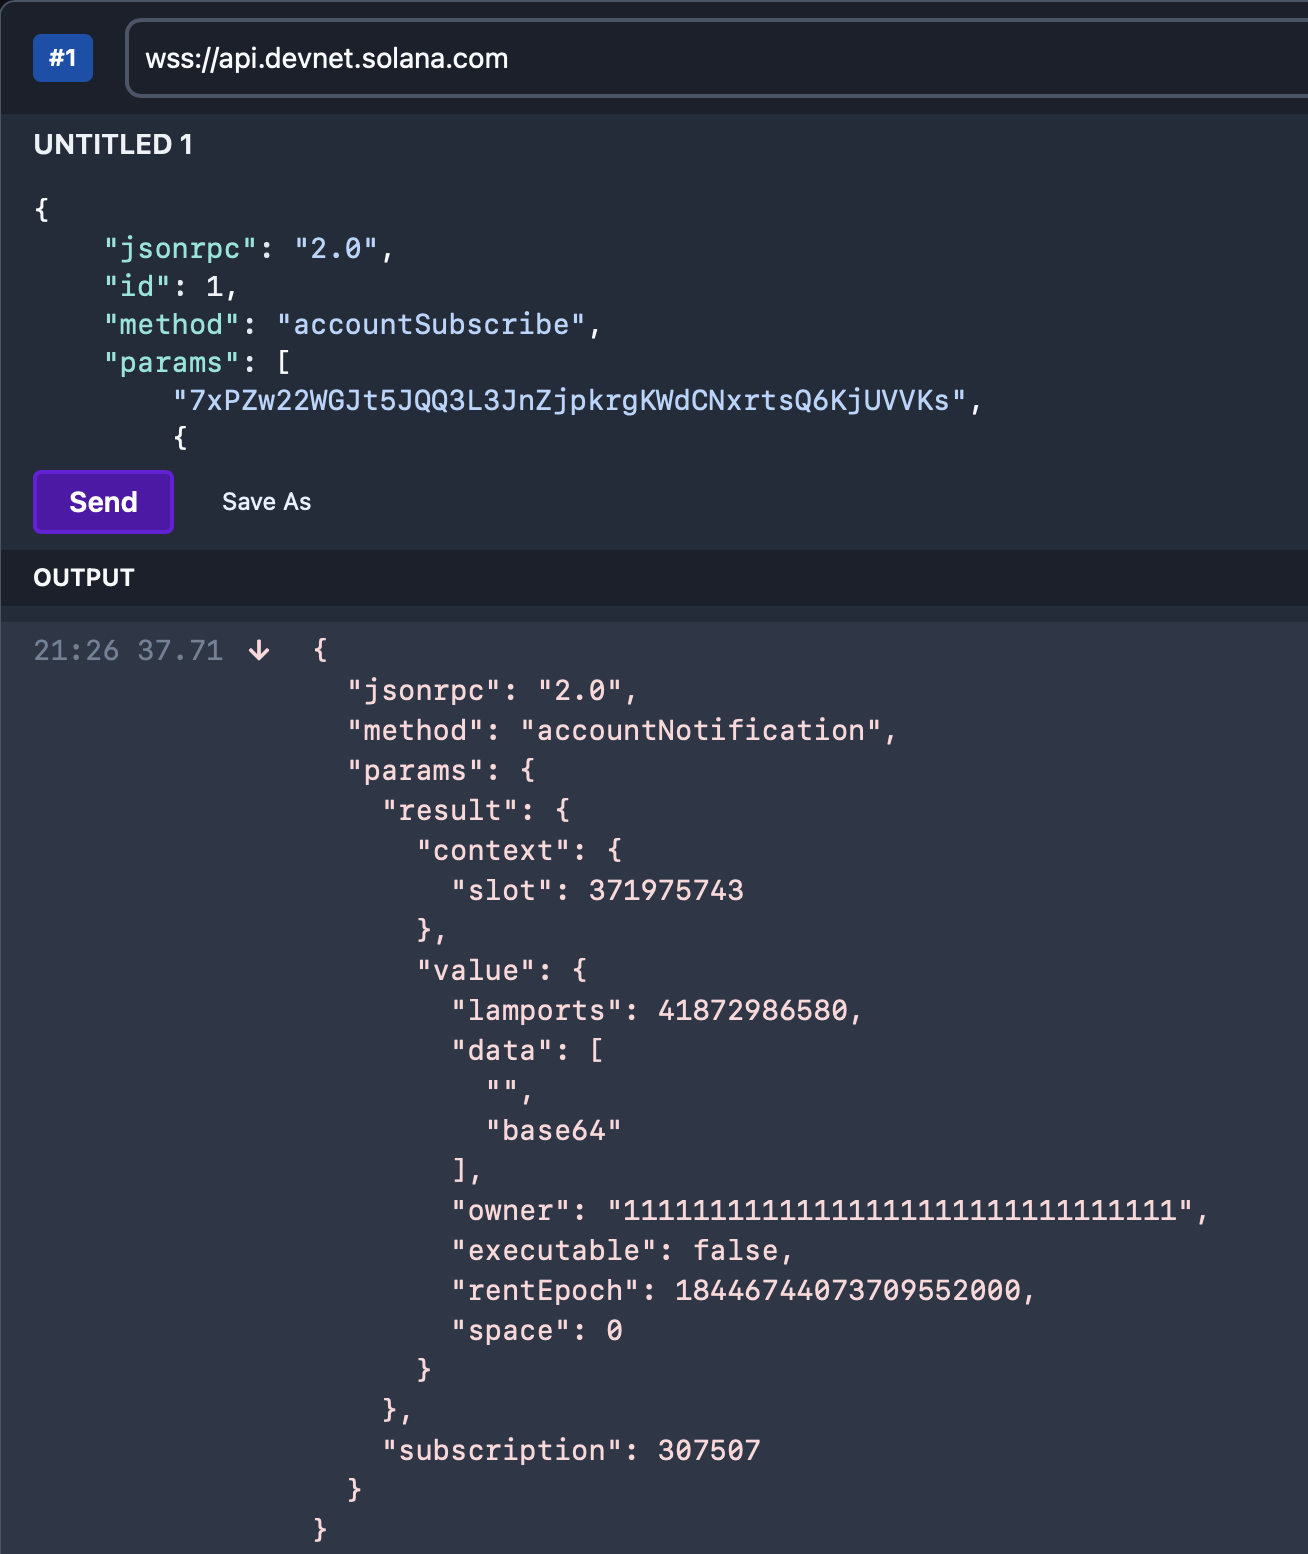 #1 wss://api.devnet.solana.com
UNTITLED 1
{
    "jsonrpc": "2.0",
    "id": 1,
    "method": "accountSubscribe",
    "params": [
        "7xPZw22WGJt5JQQ3L3JnZjpkrgKWdCNxrtsQ6KjUVVKs",
        {
Send Save As
OUTPUT
21:26 37.71 ↓ {
  "jsonrpc": "2.0",
  "method": "accountNotification",
  "params": {
    "result": {
      "context": {
        "slot": 371975743
      },
      "value": {
        "lamports": 41872986580,
        "data": [
          "",
          "base64"
        ],
        "owner": "11111111111111111111111111111111",
        "executable": false,
        "rentEpoch": 18446744073709552000,
        "space": 0
      }
    },
    "subscription": 307507
  }
}